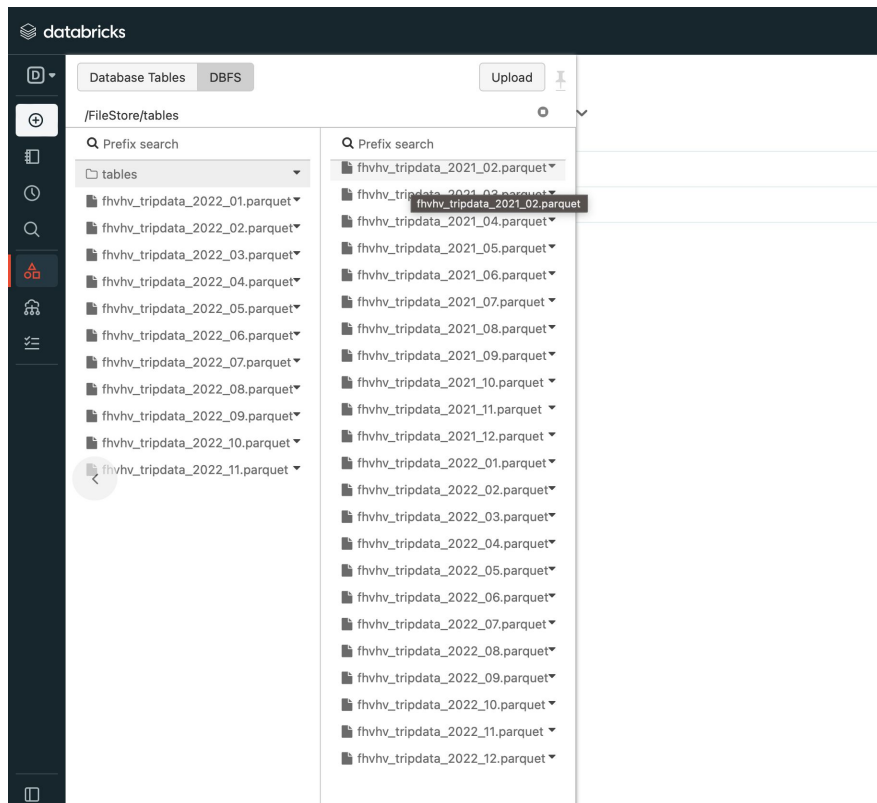 databricks
D
Database Tables
DBFS
Upload
/FileStore/tables
Prefix search
tables
fhvhv_tripdata_2022_01.parquet
fhvhv_tripdata_2022_02.parquet
fhvhv_tripdata_2022_03.parquet
fhvhv_tripdata_2022_04.parquet
fhvhv_tripdata_2022_05.parquet
fhvhv_tripdata_2022_06.parquet
fhvhv_tripdata_2022_07.parquet
fhvhv_tripdata_2022_08.parquet
fhvhv_tripdata_2022_09.parquet
fhvhv_tripdata_2022_10.parquet
fhvhv_tripdata_2022_11.parquet
Prefix search
fhvhv_tripdata_2021_02.parquet
fhvhv_tripdata_2021_03.parquet
fhvhv_tripdata_2021_02.parquet
fhvhv_tripdata_2021_04.parquet
fhvhv_tripdata_2021_05.parquet
fhvhv_tripdata_2021_06.parquet
fhvhv_tripdata_2021_07.parquet
fhvhv_tripdata_2021_08.parquet
fhvhv_tripdata_2021_09.parquet
fhvhv_tripdata_2021_10.parquet
fhvhv_tripdata_2021_11.parquet
fhvhv_tripdata_2021_12.parquet
fhvhv_tripdata_2022_01.parquet
fhvhv_tripdata_2022_02.parquet
fhvhv_tripdata_2022_03.parquet
fhvhv_tripdata_2022_04.parquet
fhvhv_tripdata_2022_05.parquet
fhvhv_tripdata_2022_06.parquet
fhvhv_tripdata_2022_07.parquet
fhvhv_tripdata_2022_08.parquet
fhvhv_tripdata_2022_09.parquet
fhvhv_tripdata_2022_10.parquet
fhvhv_tripdata_2022_11.parquet
fhvhv_tripdata_2022_12.parquet